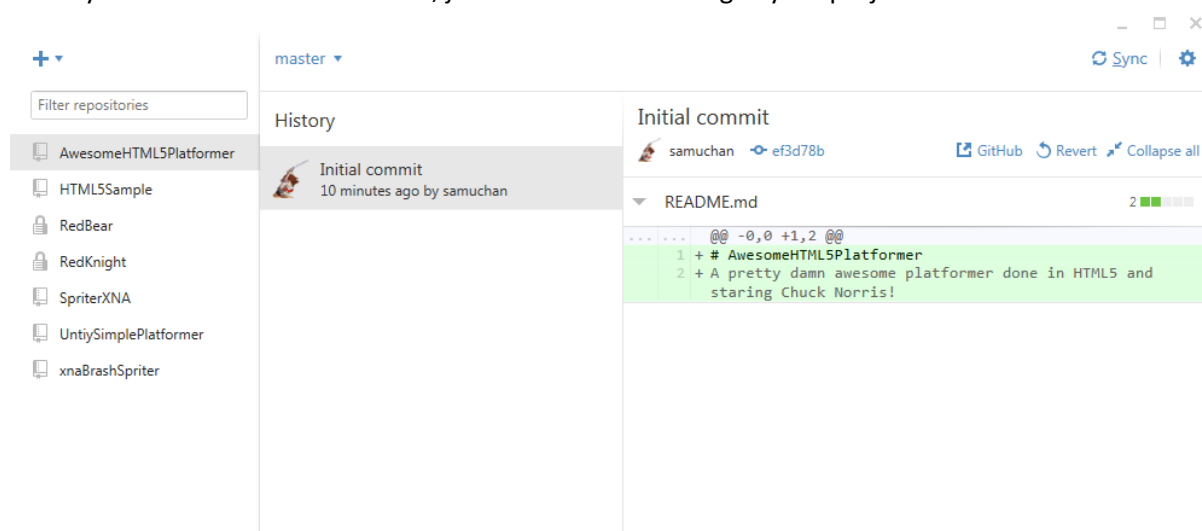 master
Sync
Filter repositories
AwesomeHTML5Platformer
HTML5Sample
RedBear
RedKnight
SpriterXNA
UntiySimplePlatformer
xnaBrashSpriter
History
Initial commit
10 minutes ago by samuchan
Initial commit
samuchan ef3d78b GitHub Revert Collapse all
README.md 2
... ... @@ -0,0 +1,2 @@
1 + # AwesomeHTML5Platformer
2 + A pretty damn awesome platformer done in HTML5 and
staring Chuck Norris!